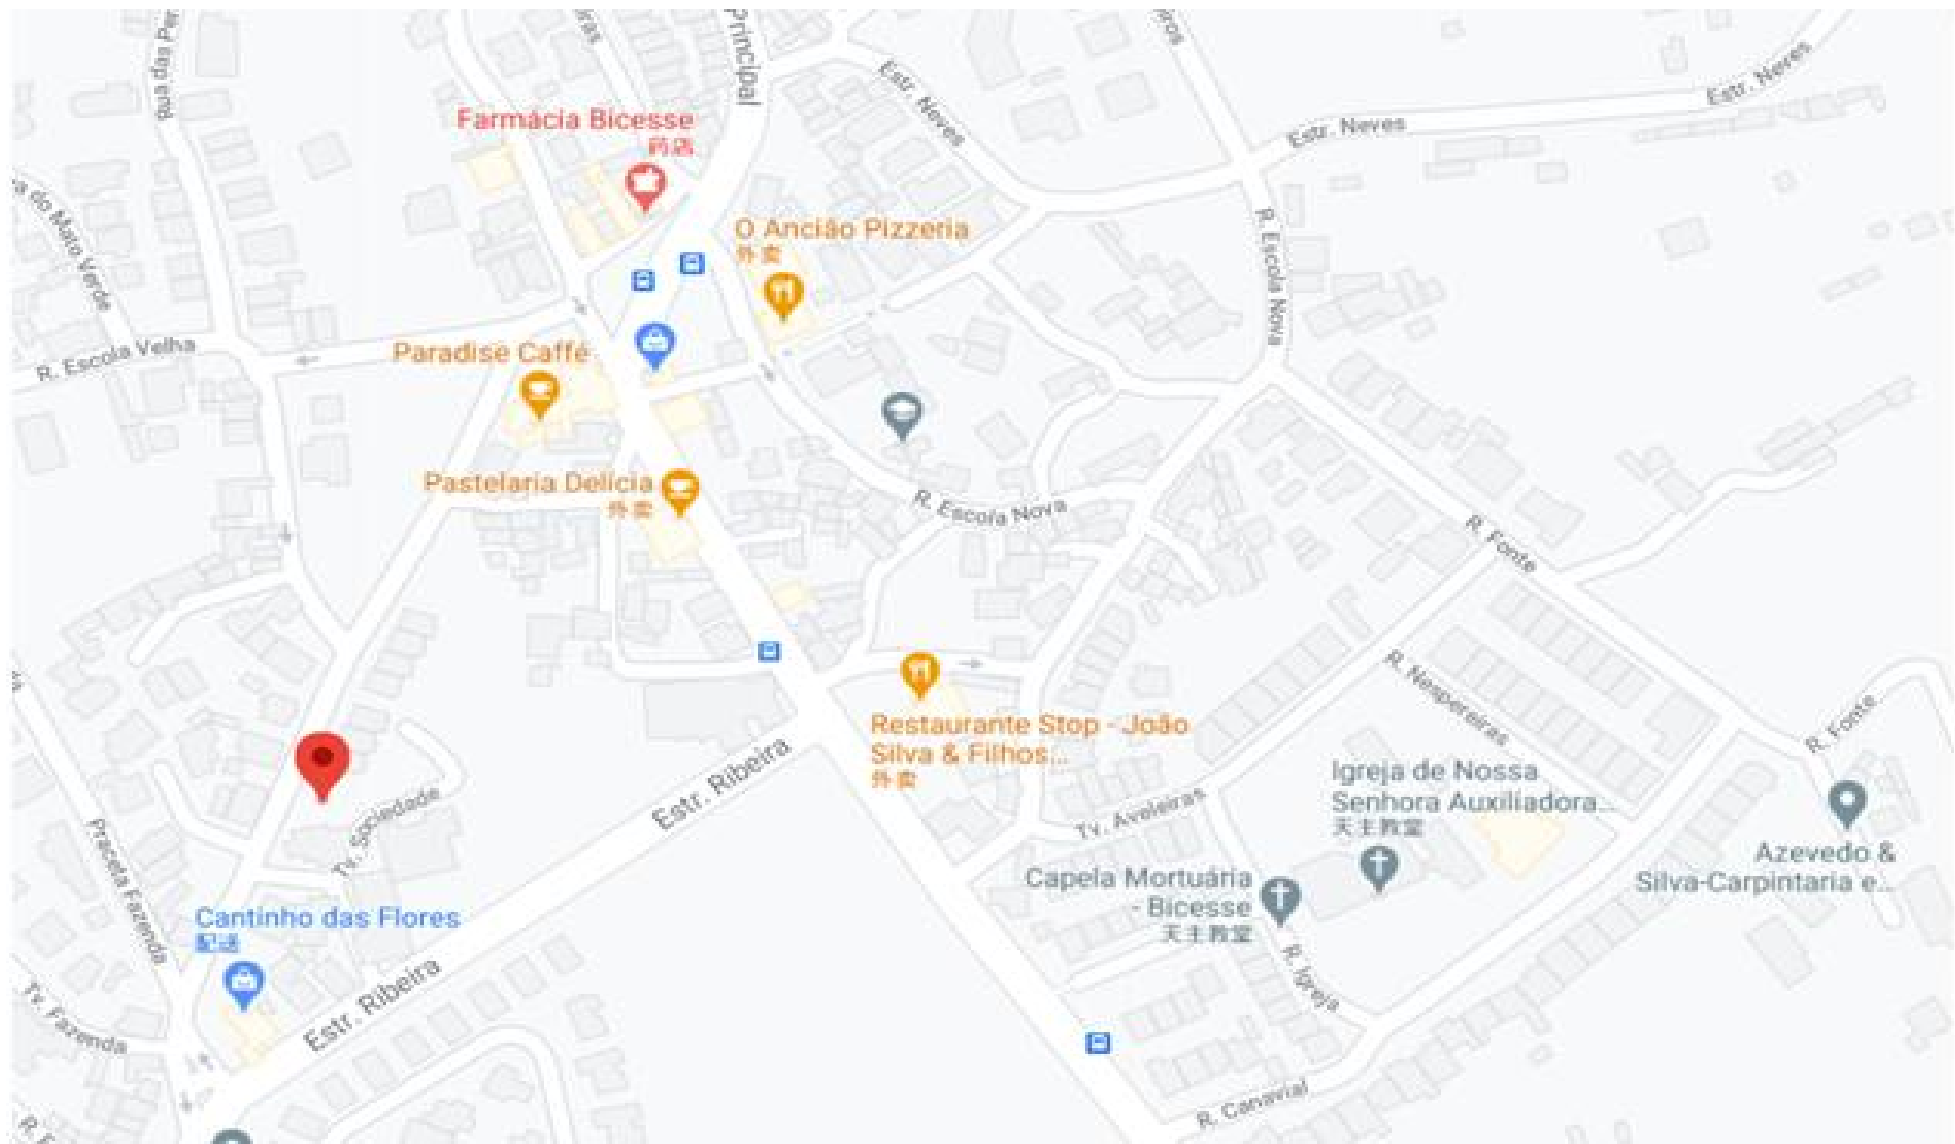 Principal
Estr. Neves
Estr. Neves
Estr. Neves
Farmácia Bicesse
药店
R. Escola Nova
O Ancião Pizzeria
外卖
do Mato Verde
R. Escola Velha
Paradise Caffé
Pastelaria Delícia
外卖
R. Escola Nova
R. Fonte
R. Nespereiras
R. Fonte
Restaurante Stop - João
Silva & Filhos...
外卖
Estr. Ribeira
Igreja de Nossa
Senhora Auxiliadora...
天主教堂
Tv. Aveleiras
Tv. Sociedade
Praceta Fazenda
Azevedo &
Silva-Carpintaria e...
Capela Mortuária
- Bicesse
天主教堂
Cantinho das Flores
配送
R. Igreja
Estr. Ribeira
Tv. Fazenda
R. Canavial